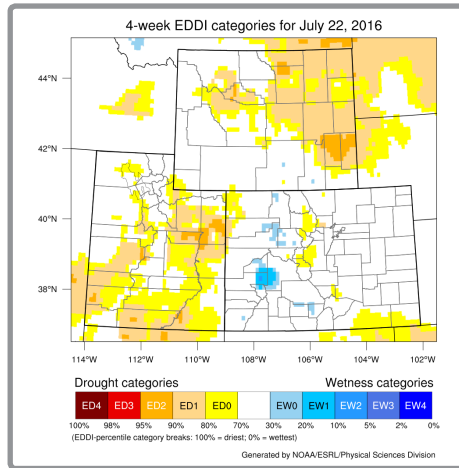 4-week EDDI categories for July 22, 2016
44°N
42°N
40°N
38°N
114°W 112°W 110°W 108°W 106°W 104°W 102°W
Drought categories Wetness categories
ED4 ED3 ED2 ED1 ED0 EW0 EW1 EW2 EW3 EW4
100% 98% 95% 90% 80% 70% 30% 20% 10% 5% 2% 0%
(EDDI-percentile category breaks: 100% = driest; 0% = wettest)
Generated by NOAA/ESRL/Physical Sciences Division